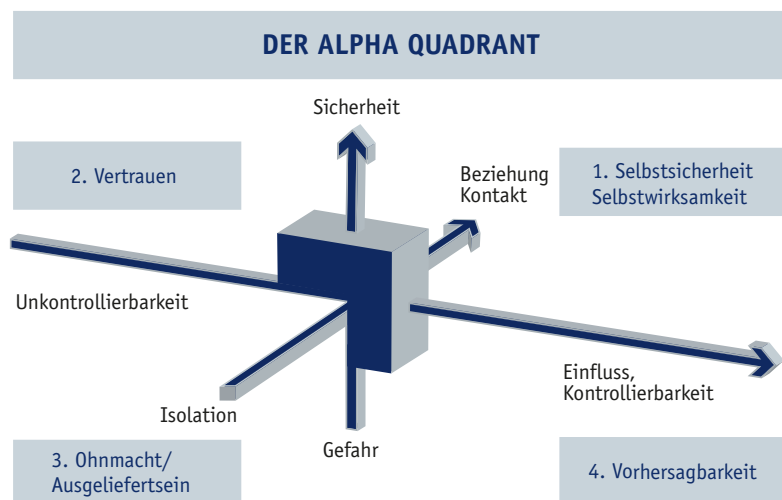 DER ALPHA QUADRANT
Sicherheit
2. Vertrauen
Beziehung
Kontakt
1. Selbstsicherheit
Selbstwirksamkeit
Unkontrollierbarkeit
Einfluss,
Kontrollierbarkeit
Isolation
Gefahr
3. Ohnmacht/
Ausgeliefertsein
4. Vorhersagbarkeit